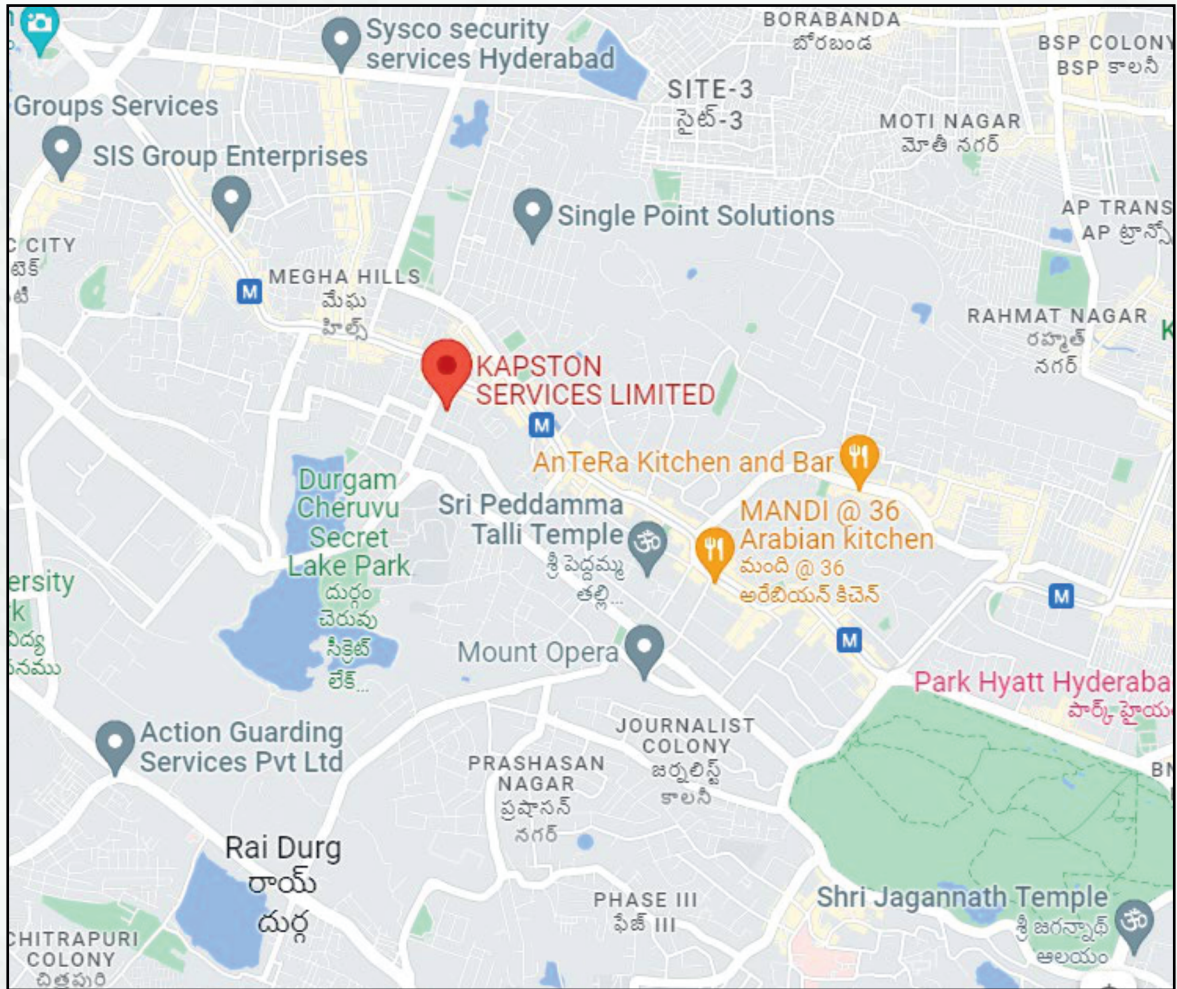 Sysco security
services Hyderabad
BORABANDA
బోరబండ
BSP COLONY
BSP కాలనీ
Groups Services
SITE-3
సైట్-3
MOTI NAGAR
మోతీ నగర్
SIS Group Enterprises
Single Point Solutions
AP TRANS
AP ట్రాన్స్
C CITY
MEGHA HILLS
మేఘ
హిల్స్
M
RAHMAT NAGAR
రహ్మత్
నగర్
K
KAPSTON
SERVICES LIMITED
M
AnTeRa Kitchen and Bar
Durgam
Cheruvu
Secret
Lake Park
దుర్గం
చెరువు
సీక్రెట్
లేక్...
Sri Peddamma
Talli Temple
శ్రీ పెద్దమ్మ
తల్లి...
MANDI @ 36
Arabian kitchen
మంది @ 36
అరేబియన్ కిచెన్
M
M
ersity
k
Mount Opera
Park Hyatt Hyderaba
పార్క్ హైయ
Action Guarding
Services Pvt Ltd
JOURNALIST
COLONY
జర్నలిస్ట్
కాలనీ
PRASHASAN
NAGAR
ప్రషాసన్
నగర్
Rai Durg
రాయ్
దుర్గ
PHASE III
ఫేజ్ III
Shri Jagannath Temple
శ్రీ జగన్నాథ్
ఆలయం
CHITRAPURI
COLONY
చిత్రపురి